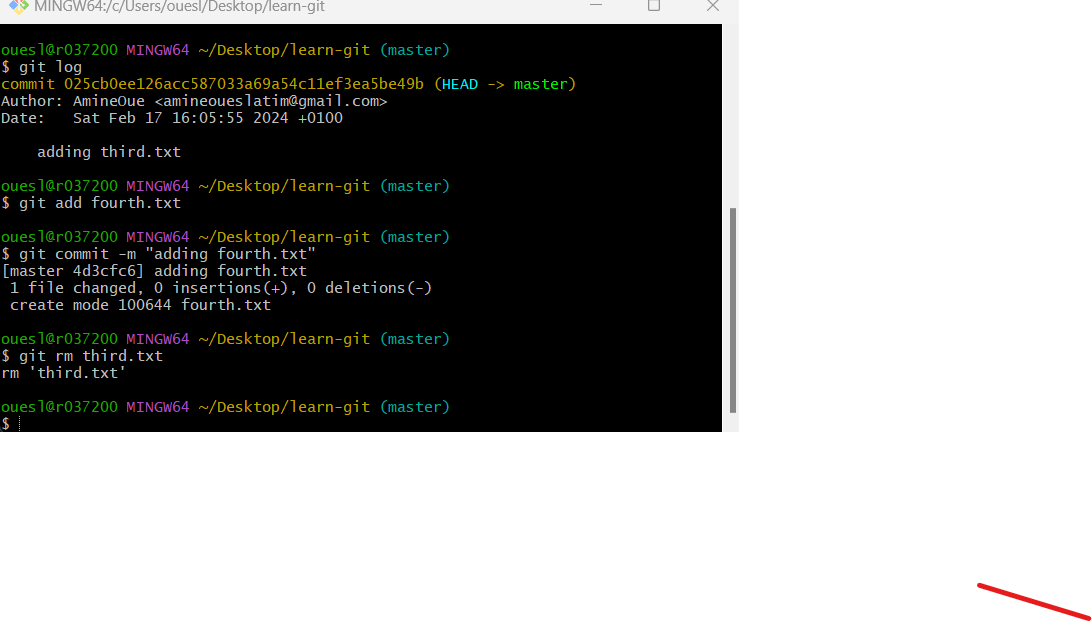 MINGW64:/c/Users/ouesl/Desktop/learn-git
ouesl@r037200 MINGW64 ~/Desktop/learn-git (master)
$ git log
commit 025cb0ee126acc587033a69a54c11ef3ea5be49b (HEAD -> master)
Author: AmineOue <amineoueslatim@gmail.com>
Date:   Sat Feb 17 16:05:55 2024 +0100
    adding third.txt
ouesl@r037200 MINGW64 ~/Desktop/learn-git (master)
$ git add fourth.txt
ouesl@r037200 MINGW64 ~/Desktop/learn-git (master)
$ git commit -m "adding fourth.txt"
[master 4d3cfc6] adding fourth.txt
 1 file changed, 0 insertions(+), 0 deletions(-)
 create mode 100644 fourth.txt
ouesl@r037200 MINGW64 ~/Desktop/learn-git (master)
$ git rm third.txt
rm 'third.txt'
ouesl@r037200 MINGW64 ~/Desktop/learn-git (master)
$